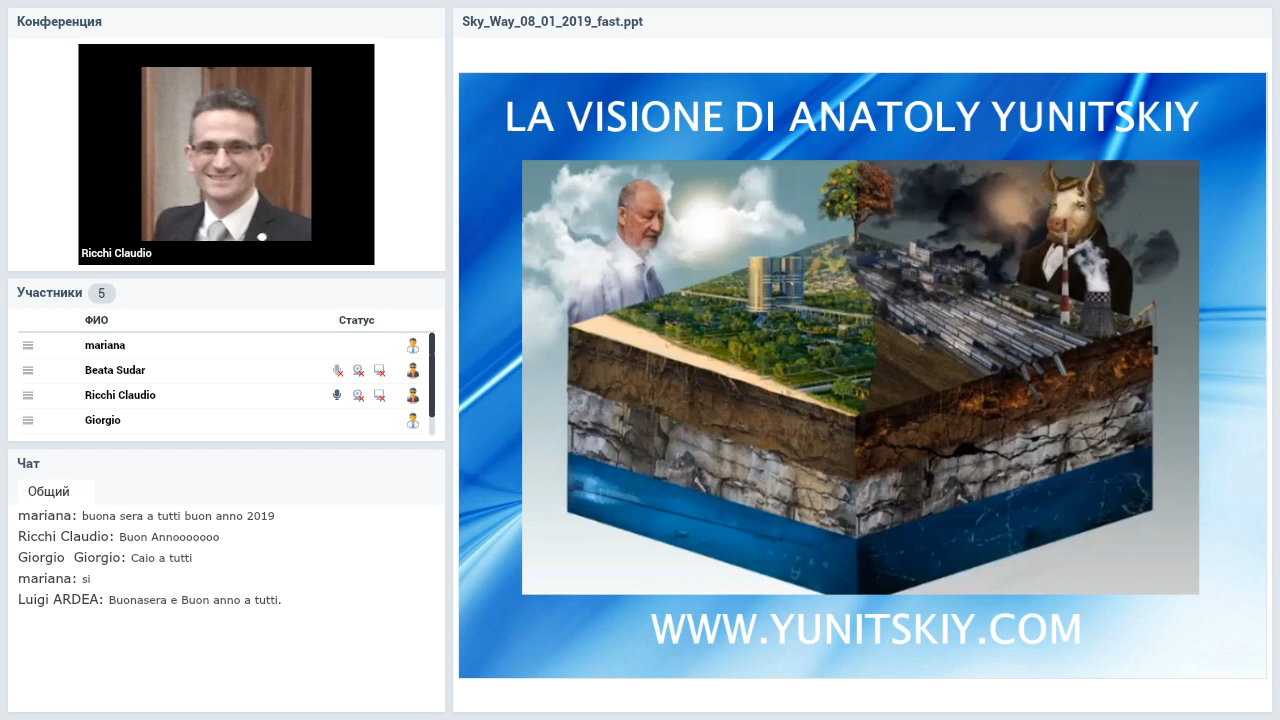 Конференция
Ricchi Claudio
Участники 5
ФИО Статус
mariana
Beata Sudar
Ricchi Claudio
Giorgio
Чат
Общий
mariana: buona sera a tutti buon anno 2019
Ricchi Claudio: Buon Annooooooo
Giorgio Giorgio: Caio a tutti
mariana: si
Luigi ARDEA: Buonasera e Buon anno a tutti.
Sky_Way_08_01_2019_fast.ppt
LA VISIONE DI ANATOLY YUNITSKIY
WWW.YUNITSKIY.COM